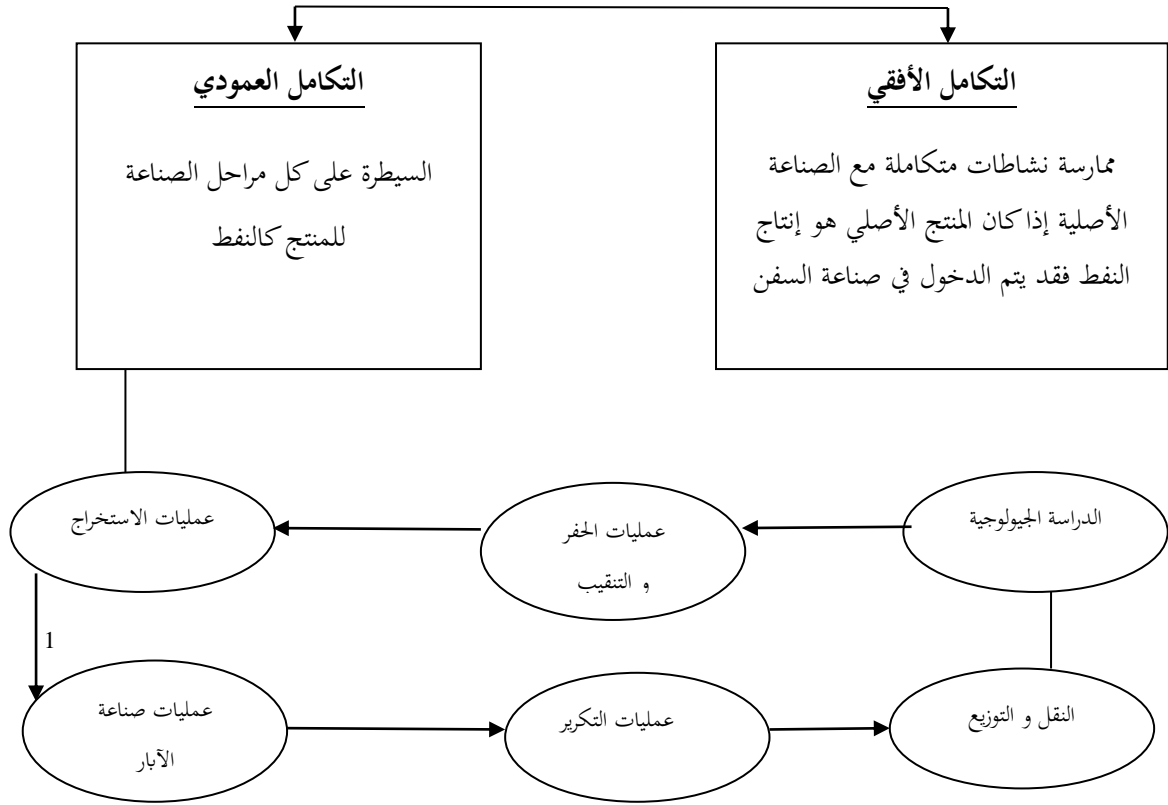 التكامل الأفقي
ممارسة نشاطات متكاملة مع الصناعة
الأصلية إذا كان المنتج الأصلي هو إنتاج
النفط فقد يتم الدخول في صناعة السفن
التكامل العمودي
السيطرة على كل مراحل الصناعة
للمنتج كالنفط
الدراسة الجيولوجية
عمليات الحفر
و التنقيب
عمليات الاستخراج
1
عمليات صناعة
الآبار
عمليات التكرير
النقل و التوزيع